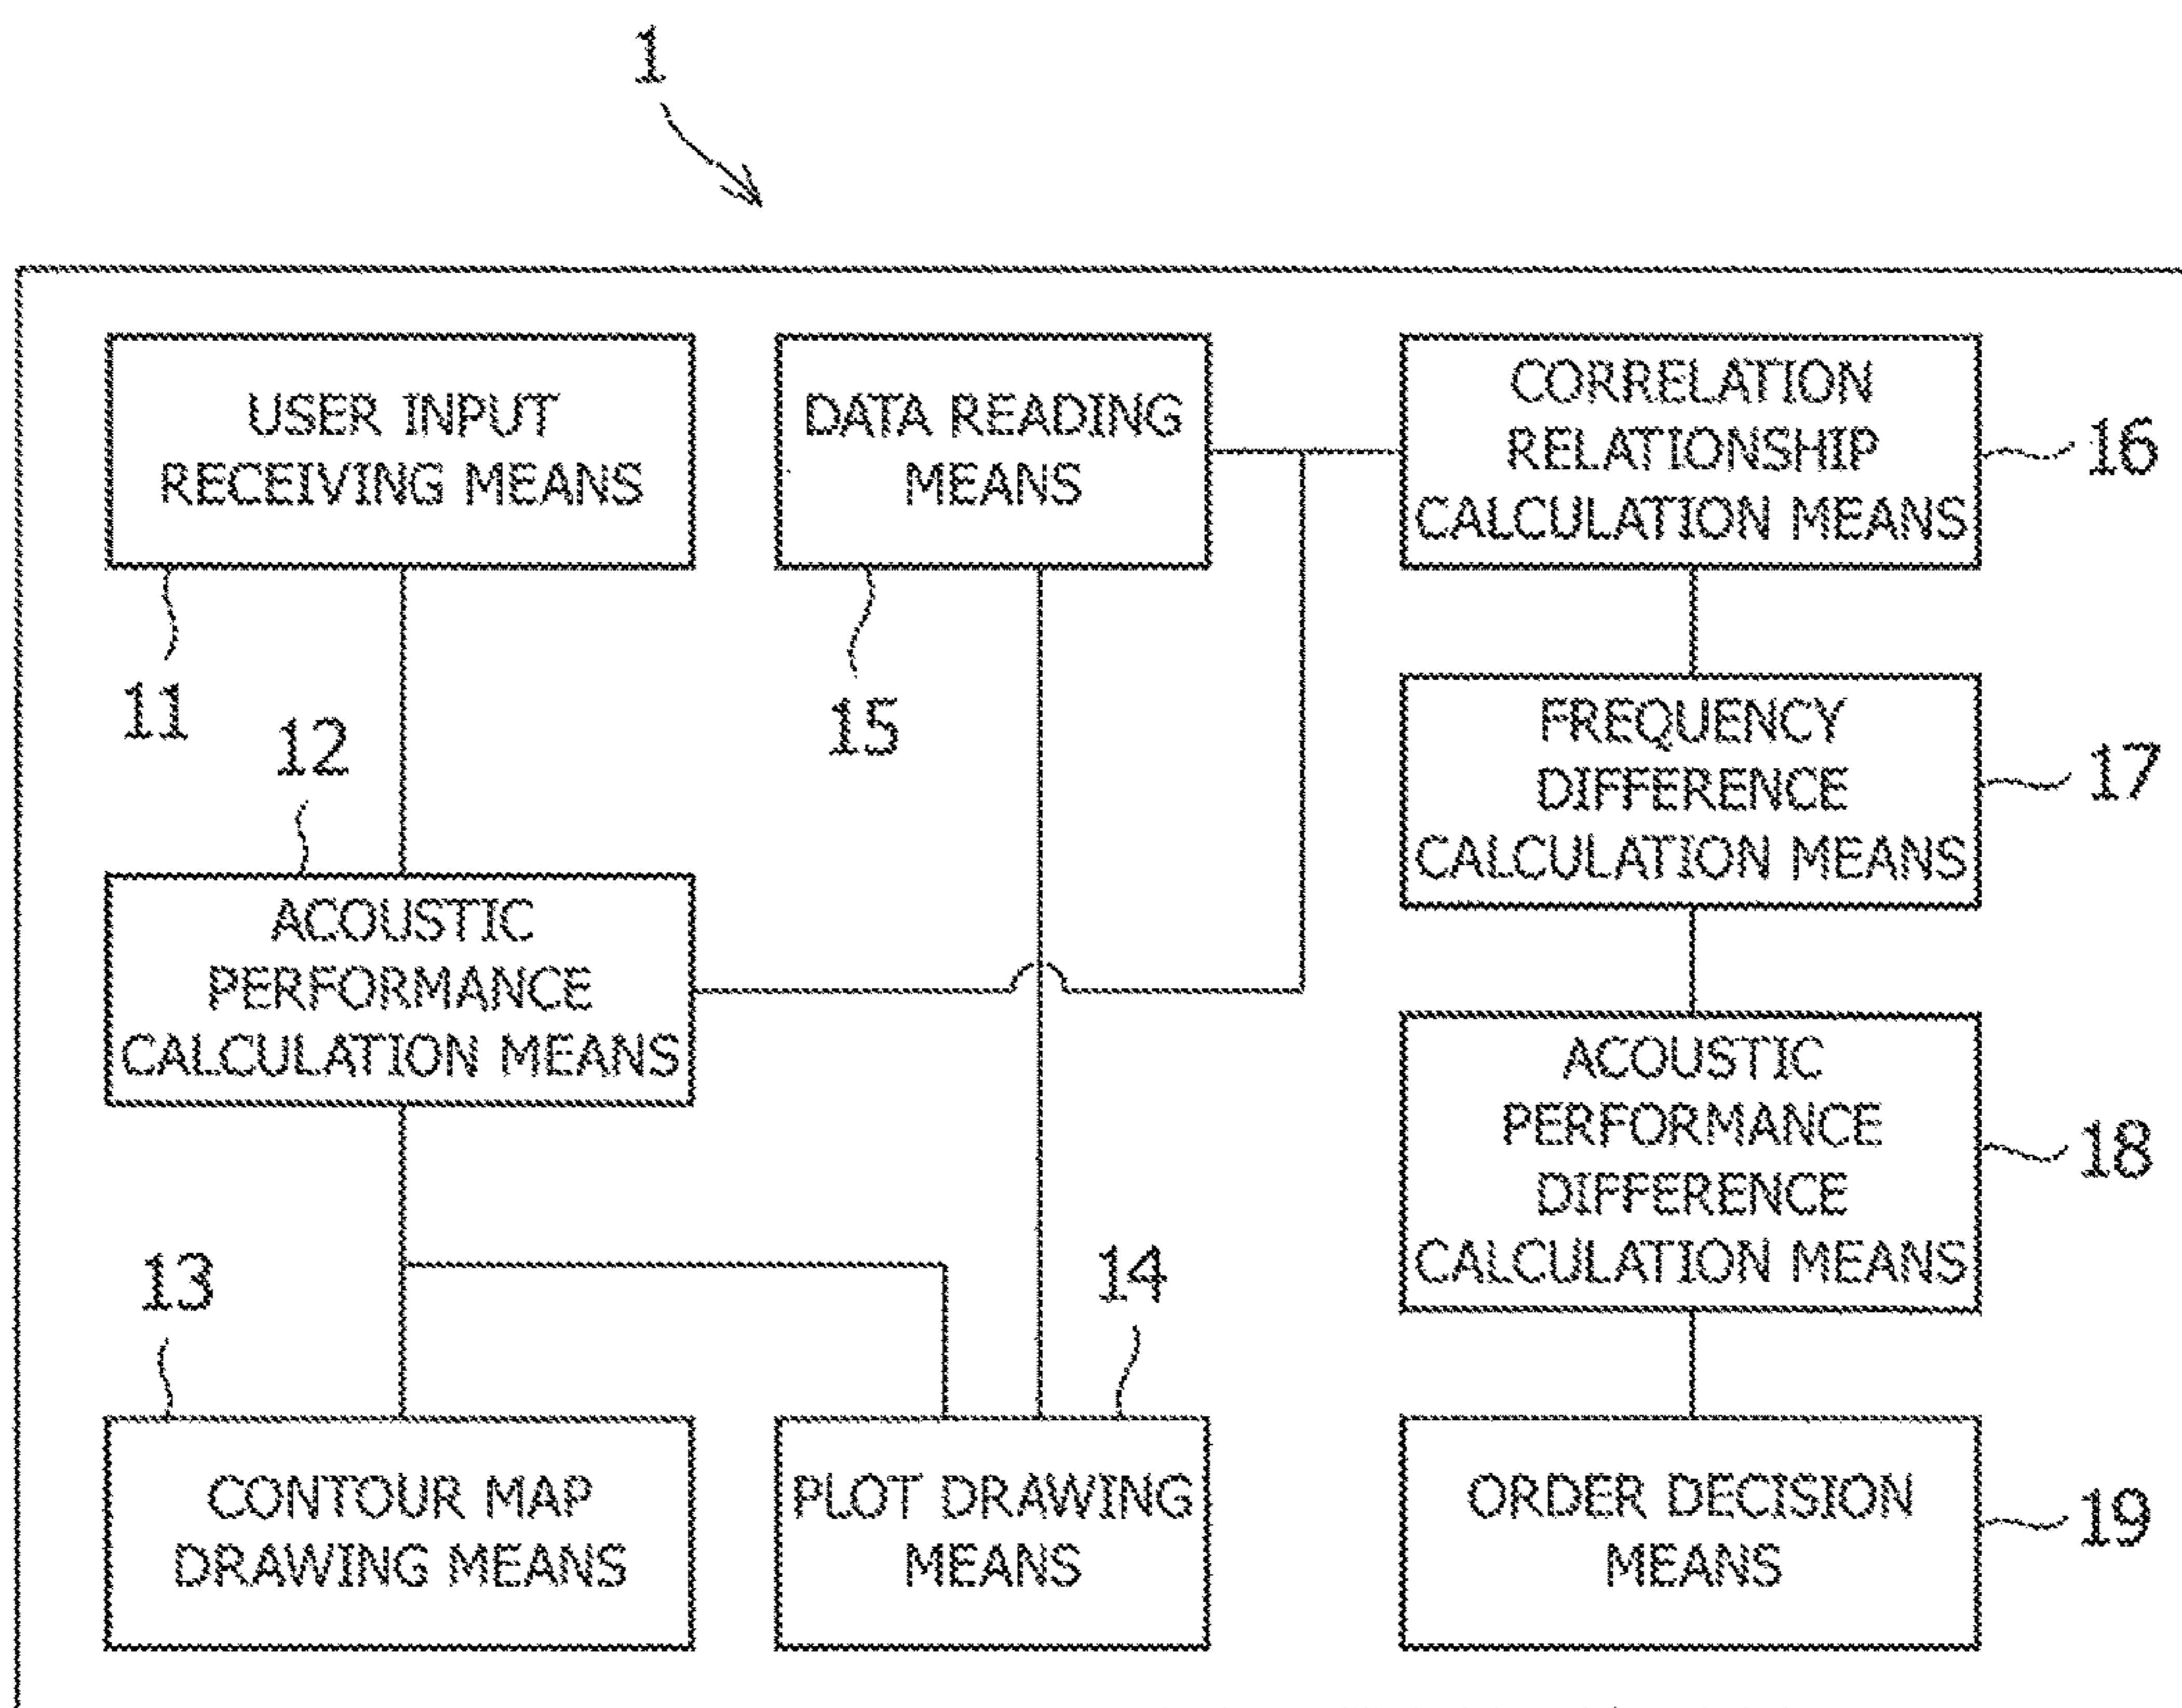 1
USER INPUT
RECEIVING MEANS
11
DATA READING
MEANS
15
CORRELATION
RELATIONSHIP
CALCULATION MEANS
16
FREQUENCY
DIFFERENCE
CALCULATION MEANS
17
12
ACOUSTIC
PERFORMANCE
CALCULATION MEANS
ACOUSTIC
PERFORMANCE
DIFFERENCE
CALCULATION MEANS
18
13
CONTOUR MAP
DRAWING MEANS
14
PLOT DRAWING
MEANS
ORDER DECISION
MEANS
19